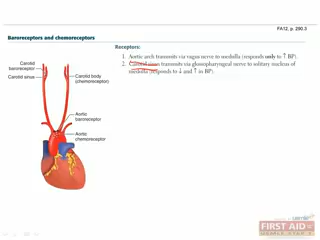 FA12, p. 290.3
Baroreceptors and chemoreceptors
Receptors:
1. Aortic arch transmits via vagus nerve to medulla (responds only to ↑ BP).
2. Carotid sinus transmits via glossopharyngeal nerve to solitary nucleus of
medulla (responds to ↓ and ↑ in BP).
Carotid
baroreceptor
Carotid sinus
Carotid body
(chemoreceptor)
Aortic
baroreceptor
Aortic
chemoreceptor
FIRST AID